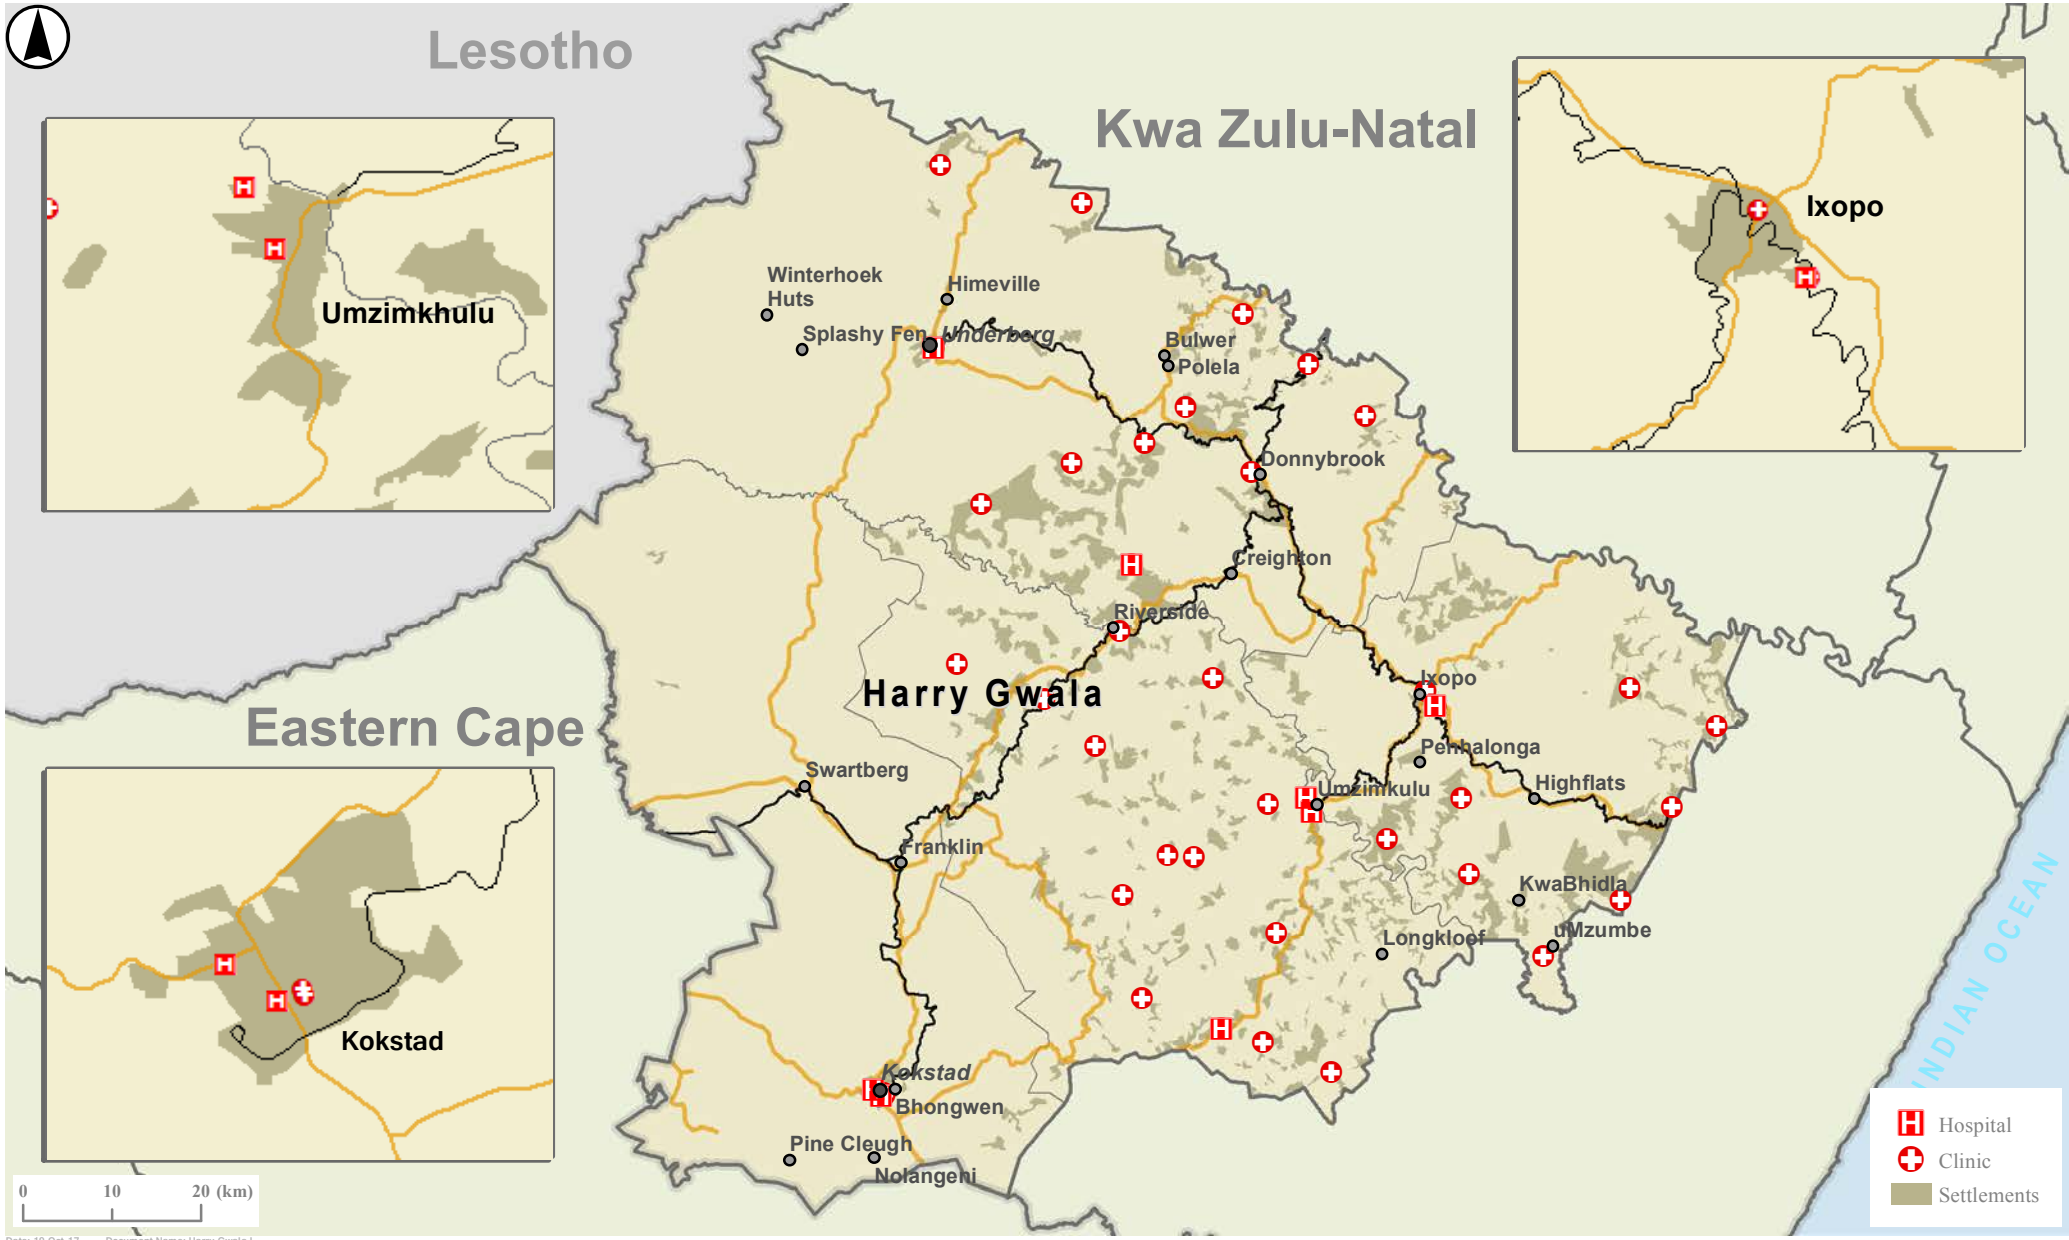 Lesotho
Kwa Zulu-Natal
Ixopo
Umzimkhulu
Winterhoek
Huts
Himeville
Splashy Fen
Underberg
Bulwer
Polela
Donnybrook
Creighton
Riverside
Harry Gwala
Ixopo
Eastern Cape
Penhalonga
Swartberg
Highflats
Umzimkulu
Franklin
KwaBhidla
uMzumbe
Longkloof
INDIAN OCEAN
Kokstad
Kokstad
Bhongwen
Pine Cleugh
Nolangeni
H Hospital
Clinic
Settlements
0 10 20 (km)